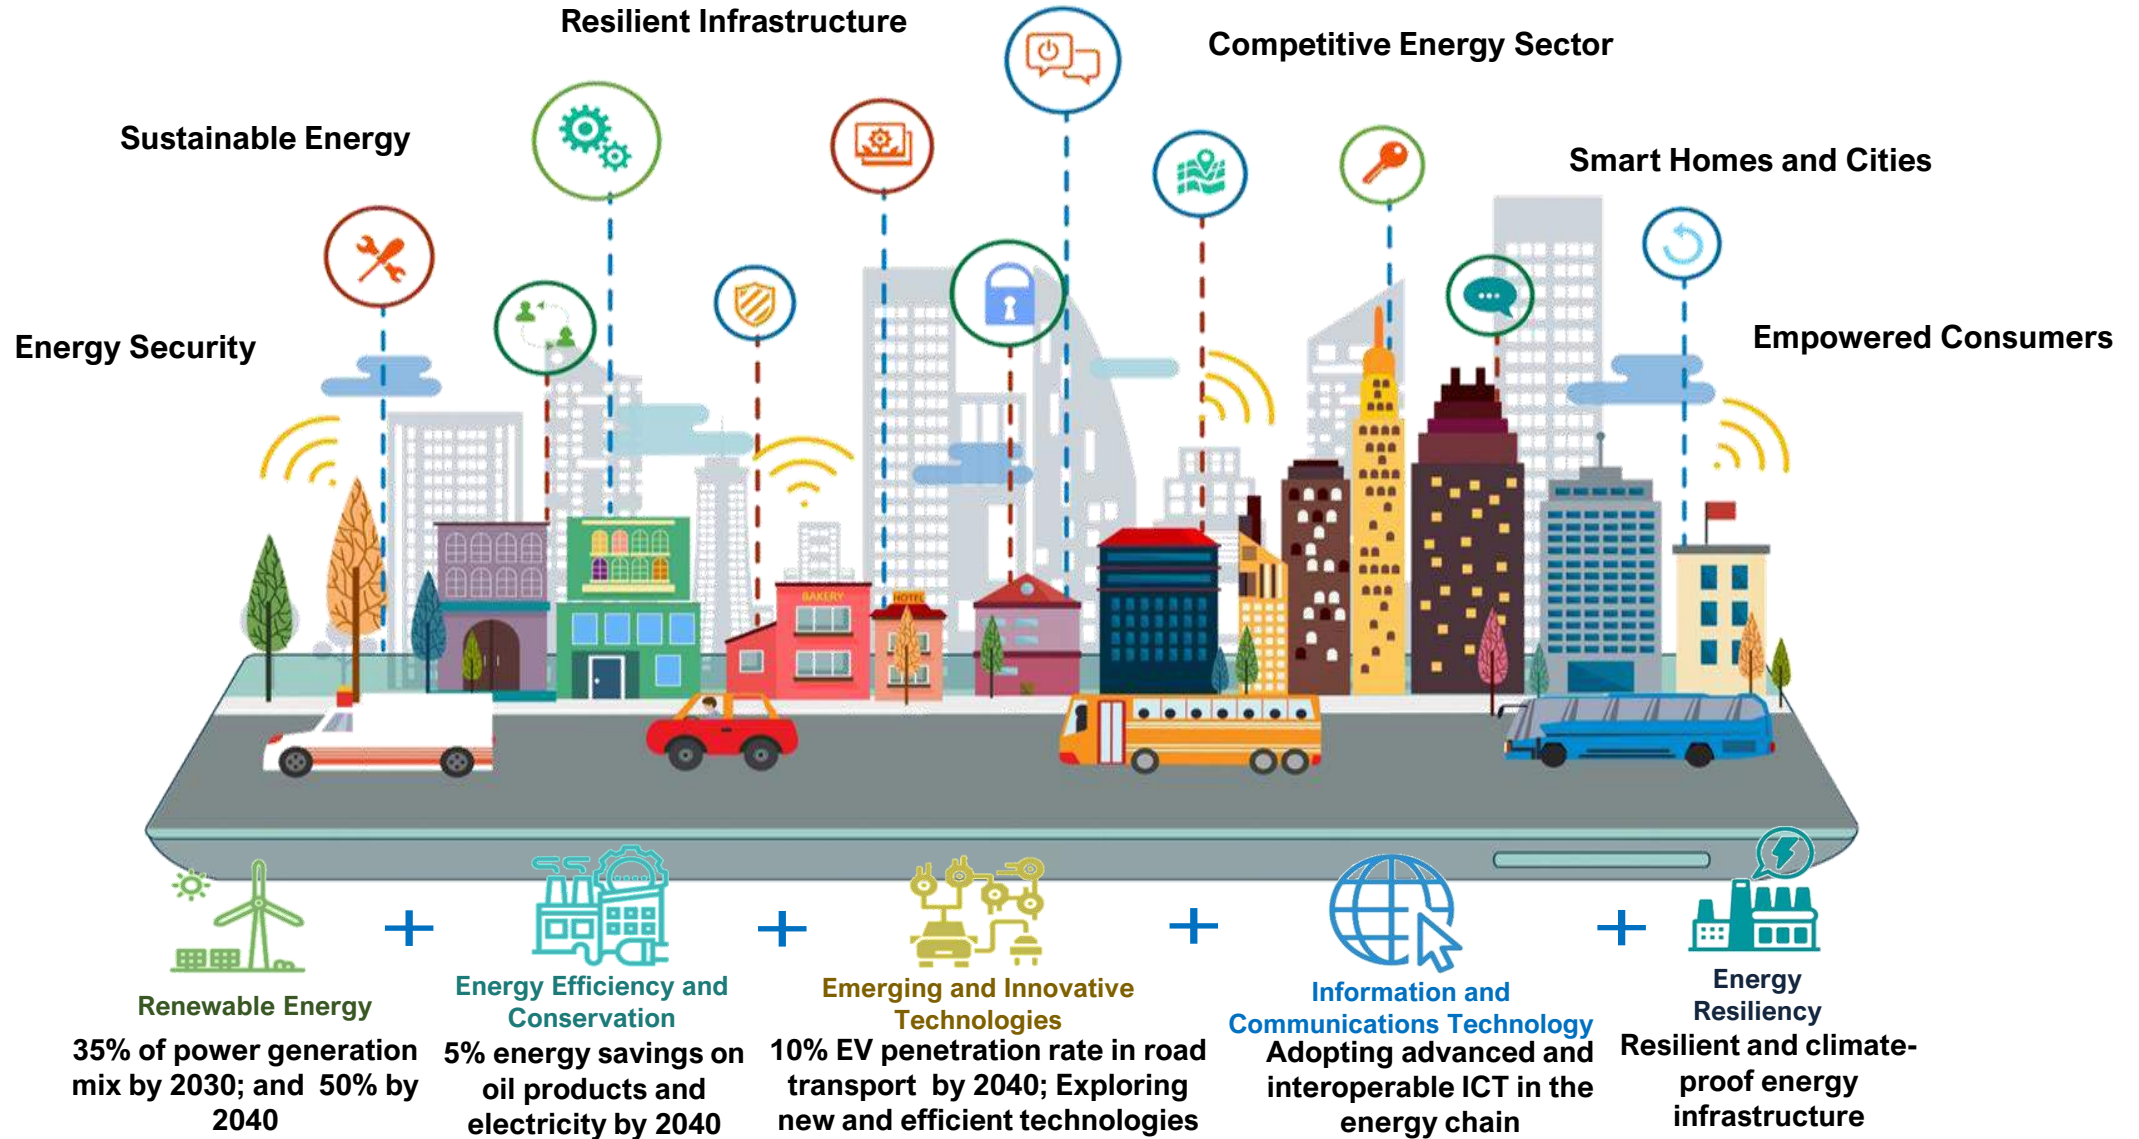 Resilient Infrastructure
Competitive Energy Sector
Sustainable Energy
Smart Homes and Cities
Energy Security
Empowered Consumers
BAKERY
HOTEL
Renewable Energy
35% of power generation
mix by 2030; and 50% by
2040
Energy Efficiency and
Conservation
5% energy savings on
oil products and
electricity by 2040
Emerging and Innovative
Technologies
10% EV penetration rate in road
transport by 2040; Exploring
new and efficient technologies
Information and
Communications Technology
Adopting advanced and
interoperable ICT in the
energy chain
Energy
Resiliency
Resilient and climate-
proof energy
infrastructure